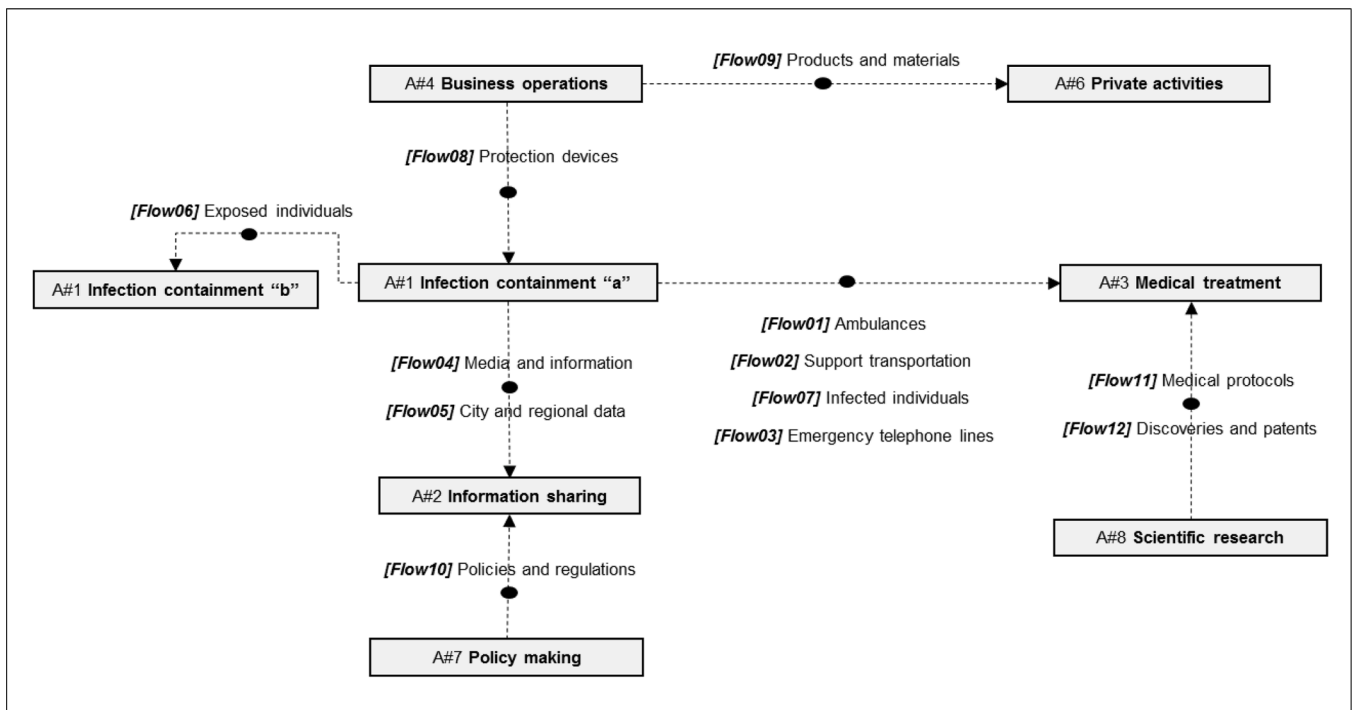 [Flow09] Products and materials
A#4 Business operations
A#6 Private activities
[Flow08] Protection devices
[Flow06] Exposed individuals
A#1 Infection containment “b”
A#1 Infection containment “a”
A#3 Medical treatment
[Flow01] Ambulances
[Flow04] Media and information
[Flow02] Support transportation
[Flow11] Medical protocols
[Flow07] Infected individuals
[Flow05] City and regional data
[Flow12] Discoveries and patents
[Flow03] Emergency telephone lines
A#2 Information sharing
A#8 Scientific research
[Flow10] Policies and regulations
A#7 Policy making